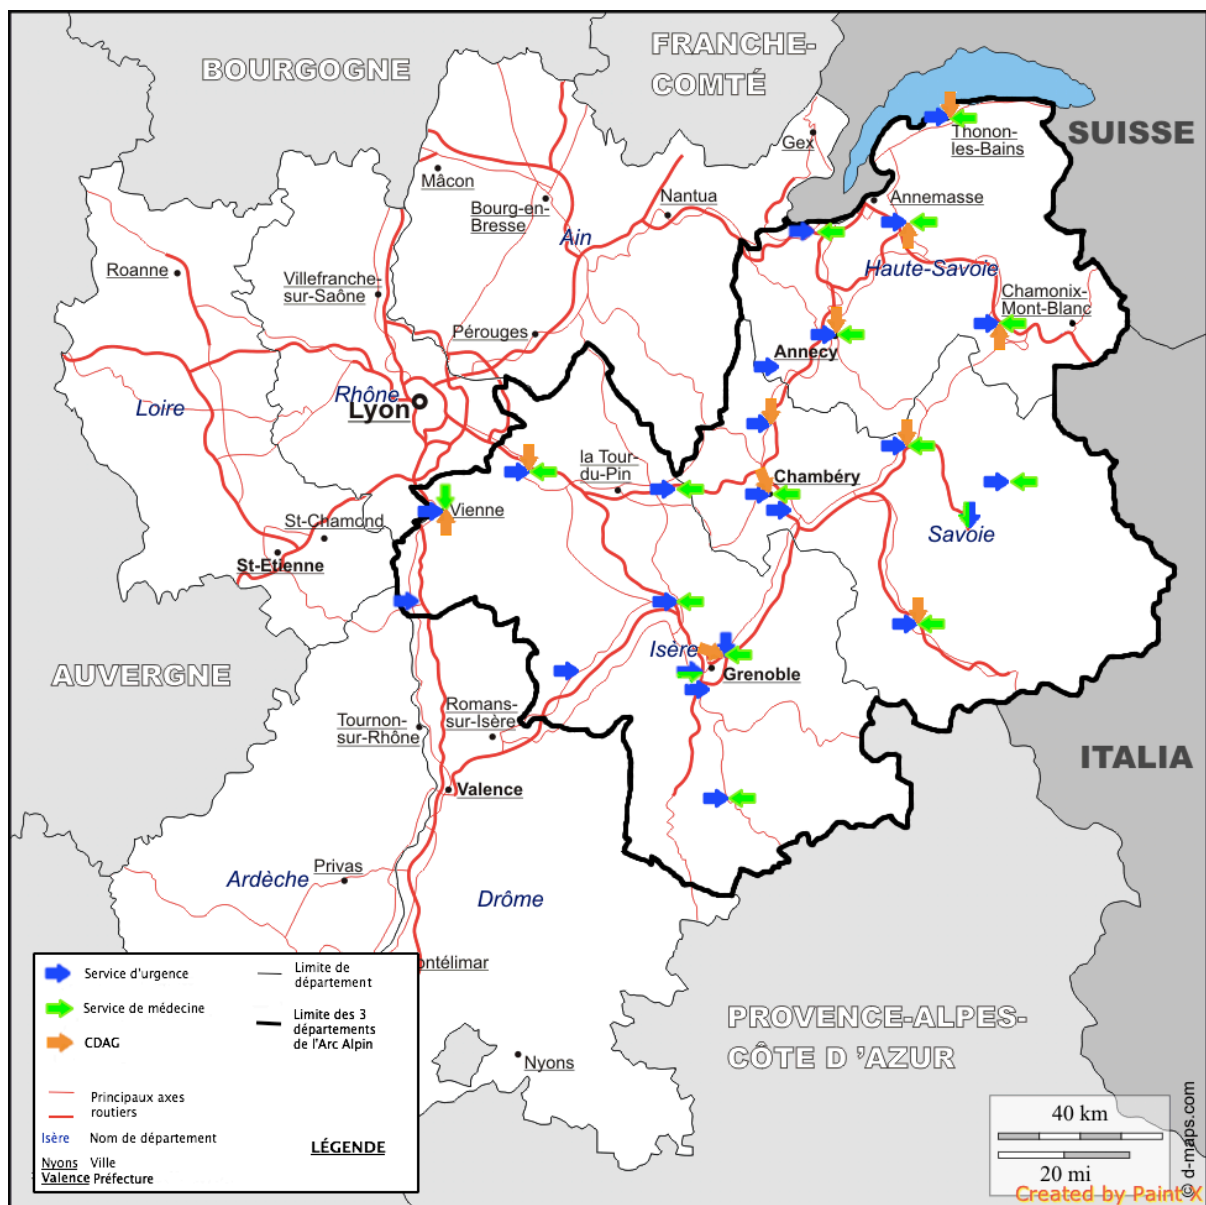 BOURGOGNE
FRANCHE-
COMTÉ
SUISSE
Thonon-
les-Bains
Gex
Mâcon
Bourg-en-
Bresse
Nantua
Annemasse
Ain
Roanne
Villefranche-
sur-Saône
Haute-Savoie
Chamonix-
Mont-Blanc
Pérouges
Annecy
Loire
Rhône
Lyon
la Tour-
du-Pin
Chambéry
Vienne
St-Chamond
St-Etienne
Savoie
AUVERGNE
Isère
Grenoble
Romans-
sur-Isère
Tournon-
sur-Rhône
ITALIA
Valence
Privas
Ardèche
Drôme
ontélimar
Service d'urgence
Service de médecine
CDAG
Limite de
département
Limite des 3
départements
de l'Arc Alpin
Principaux axes
routiers
Isère Nom de département
Nyons Ville
Valence Préfecture
LÉGENDE
Nyons
PROVENCE-ALPES-
CÔTE D 'AZUR
40 km
20 mi
© d-maps.com
Created by Paint X